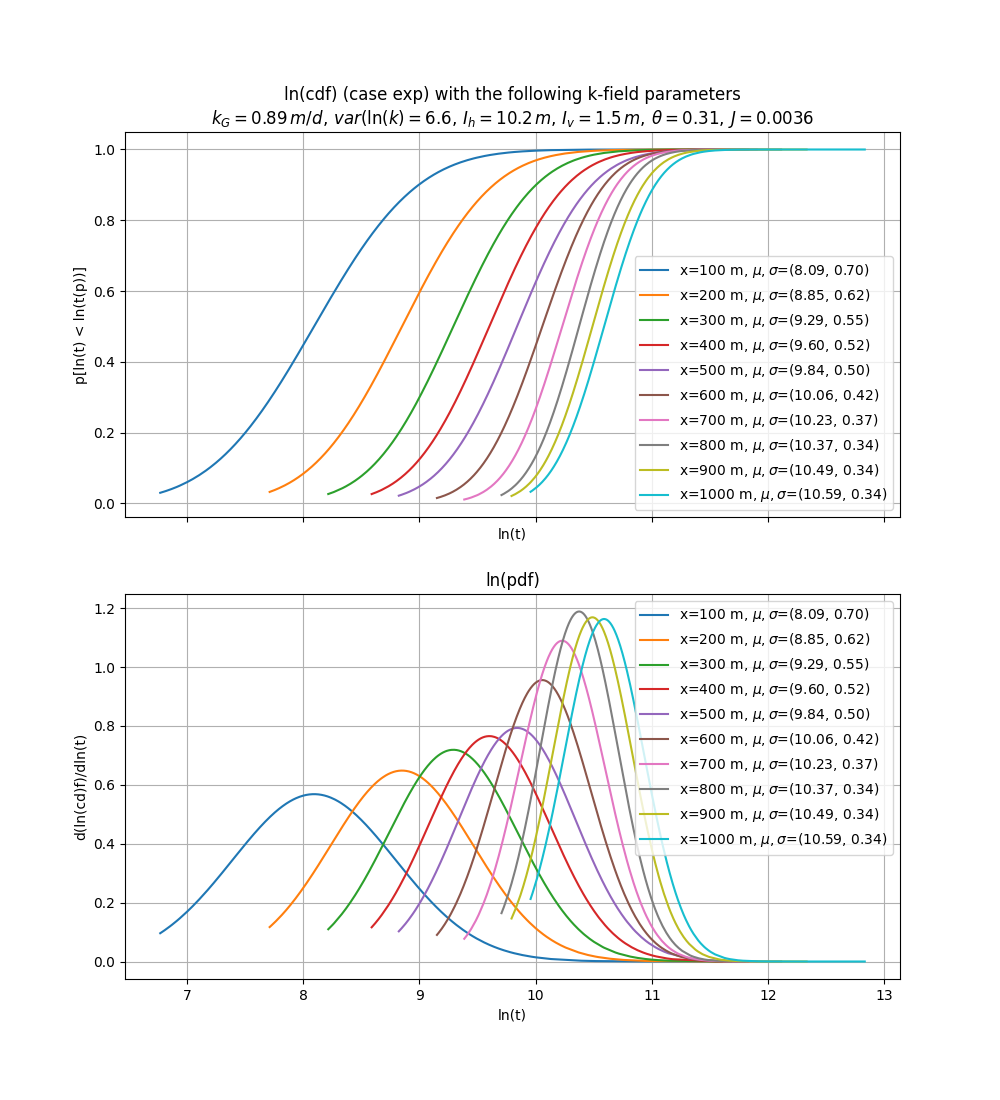 ln(cdf) (case exp) with the following k-field parameters
k_G = 0.89 m/d, var(ln(k) = 6.6, I_h = 10.2 m, I_v = 1.5 m, θ = 0.31, J = 0.0036
1.0
0.8
0.6
0.4
0.2
0.0
p[ln(t) < ln(t(p))]
x=100 m, μ, σ=(8.09, 0.70)
x=200 m, μ, σ=(8.85, 0.62)
x=300 m, μ, σ=(9.29, 0.55)
x=400 m, μ, σ=(9.60, 0.52)
x=500 m, μ, σ=(9.84, 0.50)
x=600 m, μ, σ=(10.06, 0.42)
x=700 m, μ, σ=(10.23, 0.37)
x=800 m, μ, σ=(10.37, 0.34)
x=900 m, μ, σ=(10.49, 0.34)
x=1000 m, μ, σ=(10.59, 0.34)
ln(t)
ln(pdf)
1.2
1.0
0.8
0.6
0.4
0.2
0.0
d(ln(cd)f)/dln(t)
x=100 m, μ, σ=(8.09, 0.70)
x=200 m, μ, σ=(8.85, 0.62)
x=300 m, μ, σ=(9.29, 0.55)
x=400 m, μ, σ=(9.60, 0.52)
x=500 m, μ, σ=(9.84, 0.50)
x=600 m, μ, σ=(10.06, 0.42)
x=700 m, μ, σ=(10.23, 0.37)
x=800 m, μ, σ=(10.37, 0.34)
x=900 m, μ, σ=(10.49, 0.34)
x=1000 m, μ, σ=(10.59, 0.34)
7 8 9 10 11 12 13
ln(t)